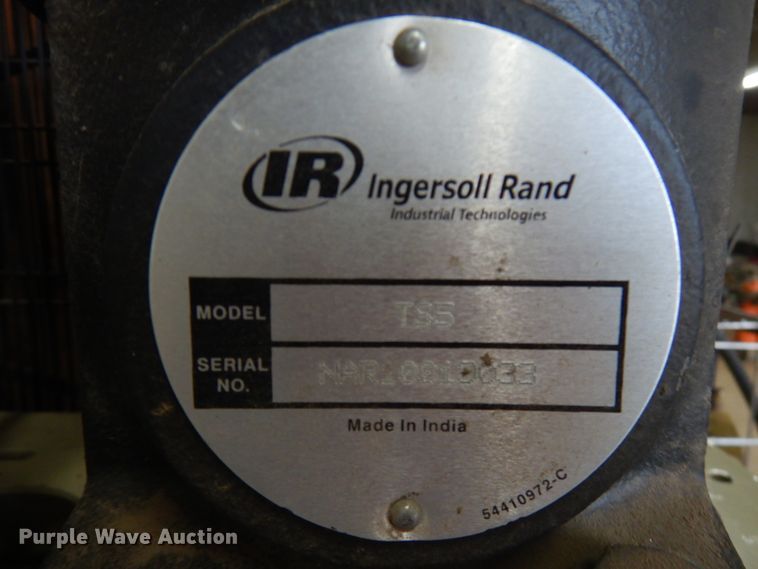 IR Ingersoll Rand
Industrial Technologies
MODEL TS5
SERIAL
NO.
Made In India
54410972-C
Purple Wave Auction